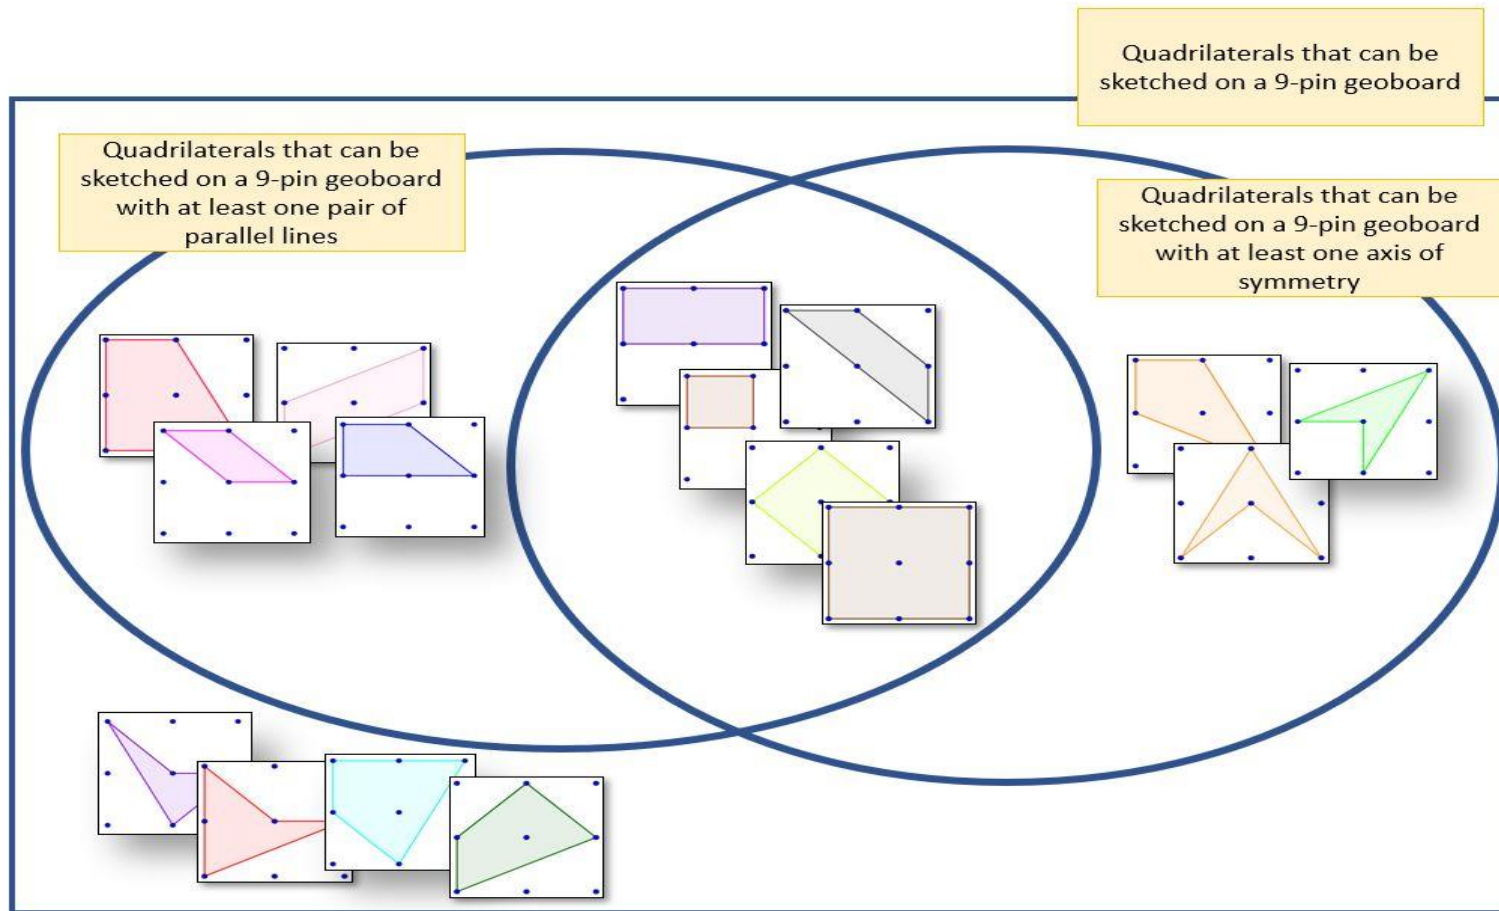 Quadrilaterals that can be
sketched on a 9-pin geoboard
Quadrilaterals that can be
sketched on a 9-pin geoboard
with at least one pair of
parallel lines
Quadrilaterals that can be
sketched on a 9-pin geoboard
with at least one axis of
symmetry